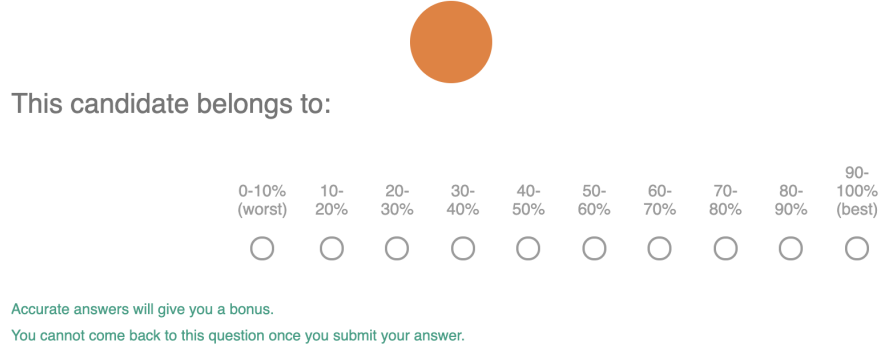 This candidate belongs to:
90-
0-10% 10- 20- 30- 40- 50- 60- 70- 80- 100%
(worst) 20% 30% 40% 50% 60% 70% 80% 90% (best)
Accurate answers will give you a bonus.
You cannot come back to this question once you submit your answer.